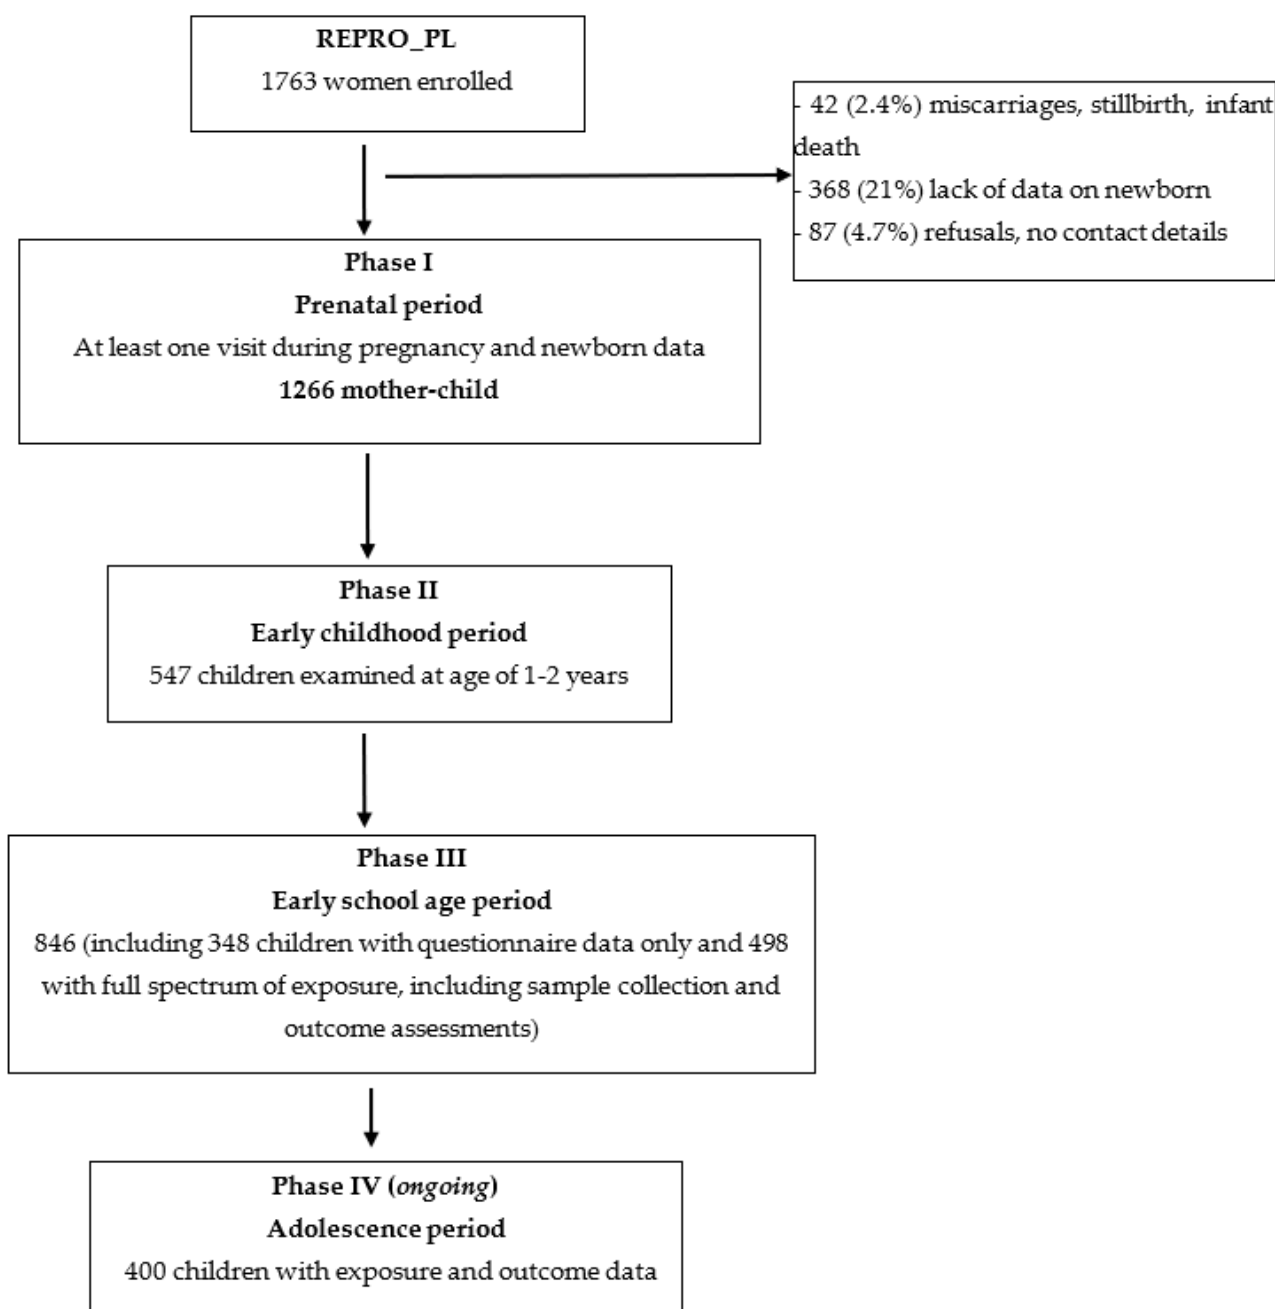 REPRO_PL
1763 women enrolled
- 42 (2.4%) miscarriages, stillbirth, infant
death
- 368 (21%) lack of data on newborn
- 87 (4.7%) refusals, no contact details
Phase I
Prenatal period
At least one visit during pregnancy and newborn data
1266 mother-child
Phase II
Early childhood period
547 children examined at age of 1-2 years
Phase III
Early school age period
846 (including 348 children with questionnaire data only and 498
with full spectrum of exposure, including sample collection and
outcome assessments)
Phase IV (ongoing)
Adolescence period
400 children with exposure and outcome data